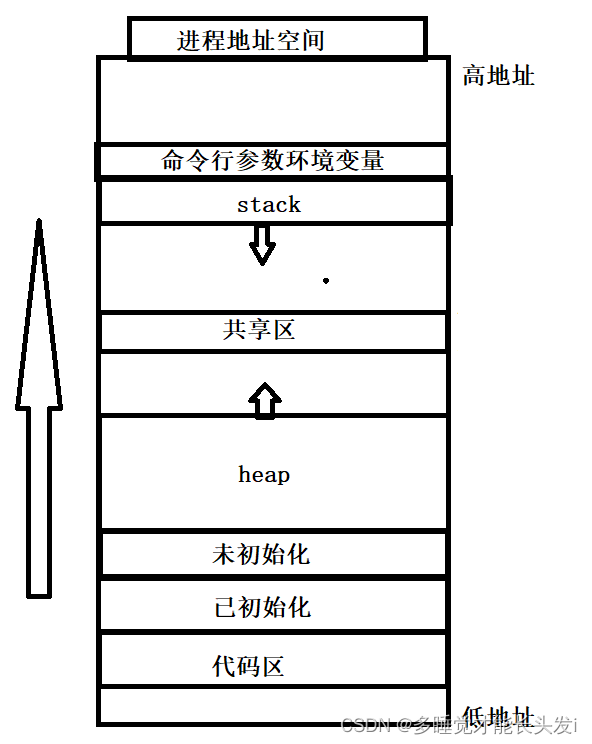 进程地址空间
高地址
命令行参数环境变量
stack
共享区
heap
未初始化
已初始化
代码区
低地址
CSDN @多睡觉才能长头发i